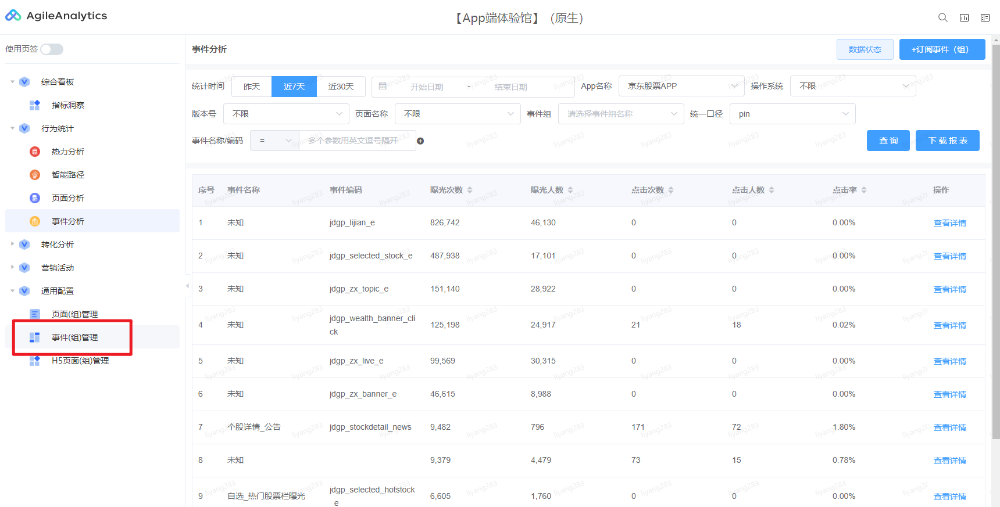 AgileAnalytics
【App端体验馆】（原生）
使用页签
事件分析
数据状态
+订阅事件（组）
综合看板
指标洞察
行为统计
热力分析
智能路径
页面分析
事件分析
转化分析
营销活动
通用配置
页面(组)管理
事件(组)管理
H5页面(组)管理
统计时间 昨天 近7天 近30天 开始日期 - 结束日期 App名称 京东股票APP 操作系统 不限
版本号 不限 页面名称 不限 事件组 请选择事件组名称 统一口径 pin
事件名称/编码 = 多个参数用英文逗号隔开 查询 下载报表
序号 事件名称 事件编码 曝光次数 曝光人数 点击次数 点击人数 点击率 操作
1 未知 jdgp_lijian_e 826,742 46,130 0 0 0.00% 查看详情
2 未知 jdgp_selected_stock_e 487,938 17,101 0 0 0.00% 查看详情
3 未知 jdgp_zx_topic_e 151,140 28,922 0 0 0.00% 查看详情
4 未知 jdgp_wealth_banner_cli 125,198 24,917 21 18 0.02% 查看详情
ck
5 未知 jdgp_zx_live_e 99,569 30,315 0 0 0.00% 查看详情
6 未知 jdgp_zx_banner_e 46,615 8,988 0 0 0.00% 查看详情
7 个股详情_公告 jdgp_stockdetail_news 9,482 796 171 72 1.80% 查看详情
8 未知 9,379 4,479 73 15 0.78% 查看详情
9 自选_热门股票栏曝光 jdgp_selected_hotstock 6,605 1,760 0 0 0.00% 查看详情
_e
liyang283